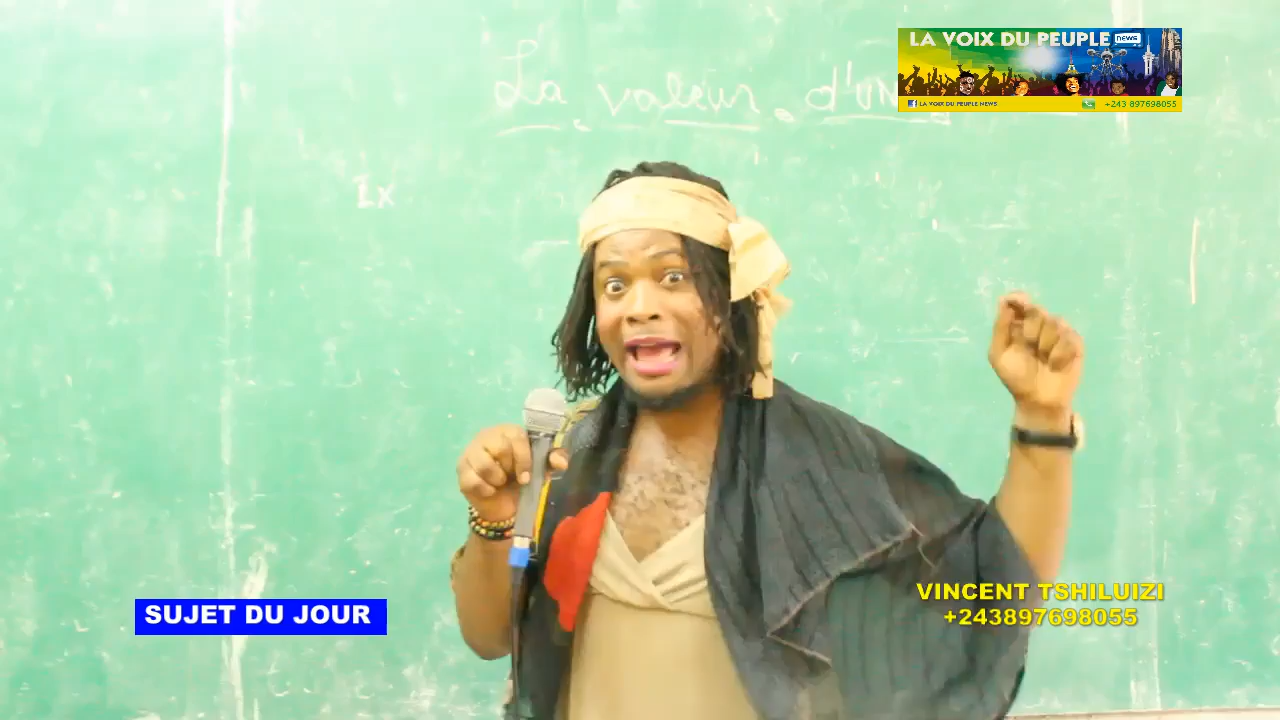 LA VOIX DU PEUPLE news
LA VOIX DU PEUPLE NEWS +243 897698055
La valeur d'un
Lx
SUJET DU JOUR
VINCENT TSHILUIZI
+243897698055